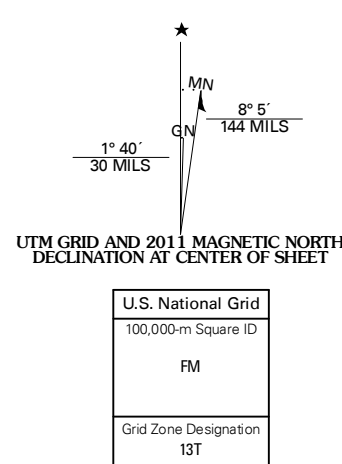 MN
GN
8° 5´
144 MILS
1° 40´
30 MILS
UTM GRID AND 2011 MAGNETIC NORTH
DECLINATION AT CENTER OF SHEET
U.S. National Grid
100,000-m Square ID
FM
Grid Zone Designation
13T